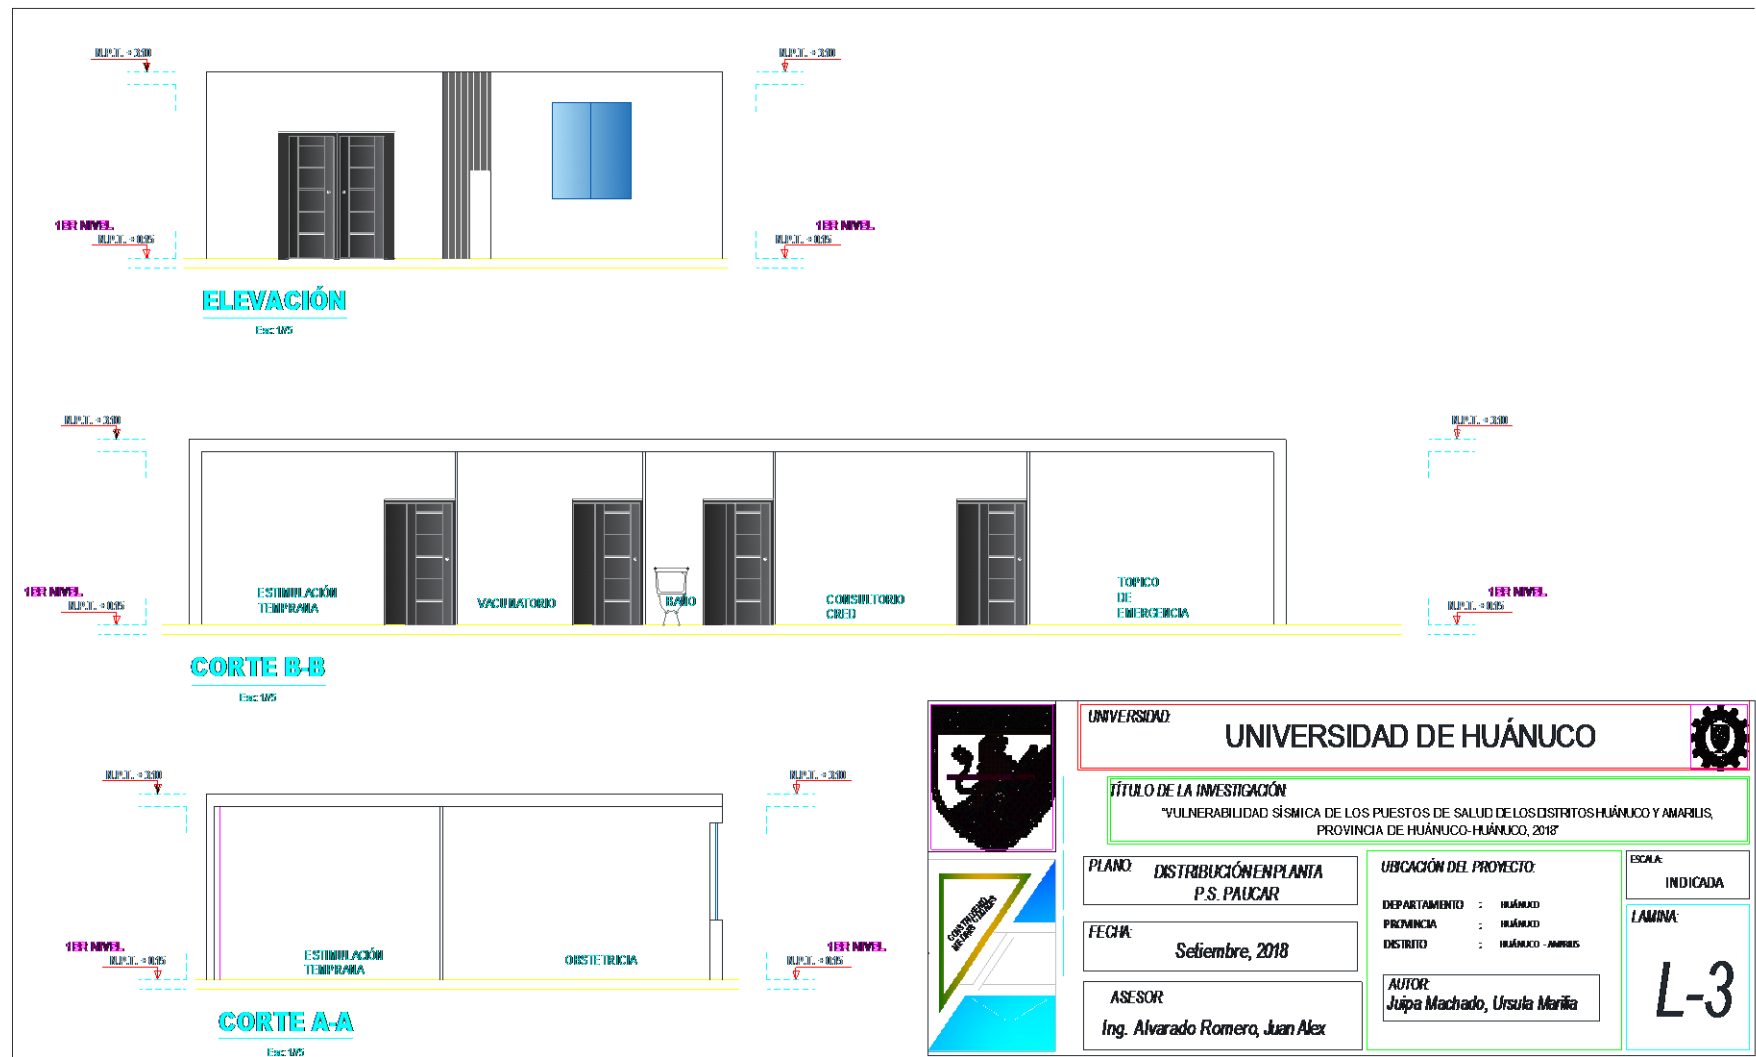 N.P.T. + 3.10
N.P.T. + 3.10
1ER NIVEL.
N.P.T. + 0.15
1ER NIVEL.
N.P.T. + 0.15
ELEVACIÓN
Esc: 1/75
N.P.T. + 3.10
N.P.T. + 3.10
1ER NIVEL.
N.P.T. + 0.15
ESTIMULACIÓN
TEMPRANA
VACUNATORIO
BAÑO
CONSULTORIO
CRED
TOPICO
DE
EMERGENCIA
1ER NIVEL.
N.P.T. + 0.15
CORTE B-B
Esc: 1/75
N.P.T. + 3.10
N.P.T. + 3.10
1ER NIVEL.
N.P.T. + 0.15
ESTIMULACIÓN
TEMPRANA
OBSTETRICIA
1ER NIVEL.
N.P.T. + 0.15
CORTE A-A
Esc: 1/75
UNIVERSIDAD:
UNIVERSIDAD DE HUÁNUCO
TÍTULO DE LA INVESTIGACIÓN:
"VULNERABILIDAD SÍSMICA DE LOS PUESTOS DE SALUD DE LOS DISTRITOS HUÁNUCO Y AMARILIS,
PROVINCIA DE HUÁNUCO-HUÁNUCO, 2018"
PLANO: DISTRIBUCIÓN EN PLANTA
P.S. PAUCAR
FECHA:
Setiembre, 2018
ASESOR
Ing. Alvarado Romero, Juan Alex
UBICACIÓN DEL PROYECTO:
DEPARTAMENTO : HUÁNUCO
PROVINCIA : HUÁNUCO
DISTRITO : HUÁNUCO - AMARILIS
AUTOR:
Juipa Machado, Ursula Marilia
ESCALA:
INDICADA
LAMINA:
L-3